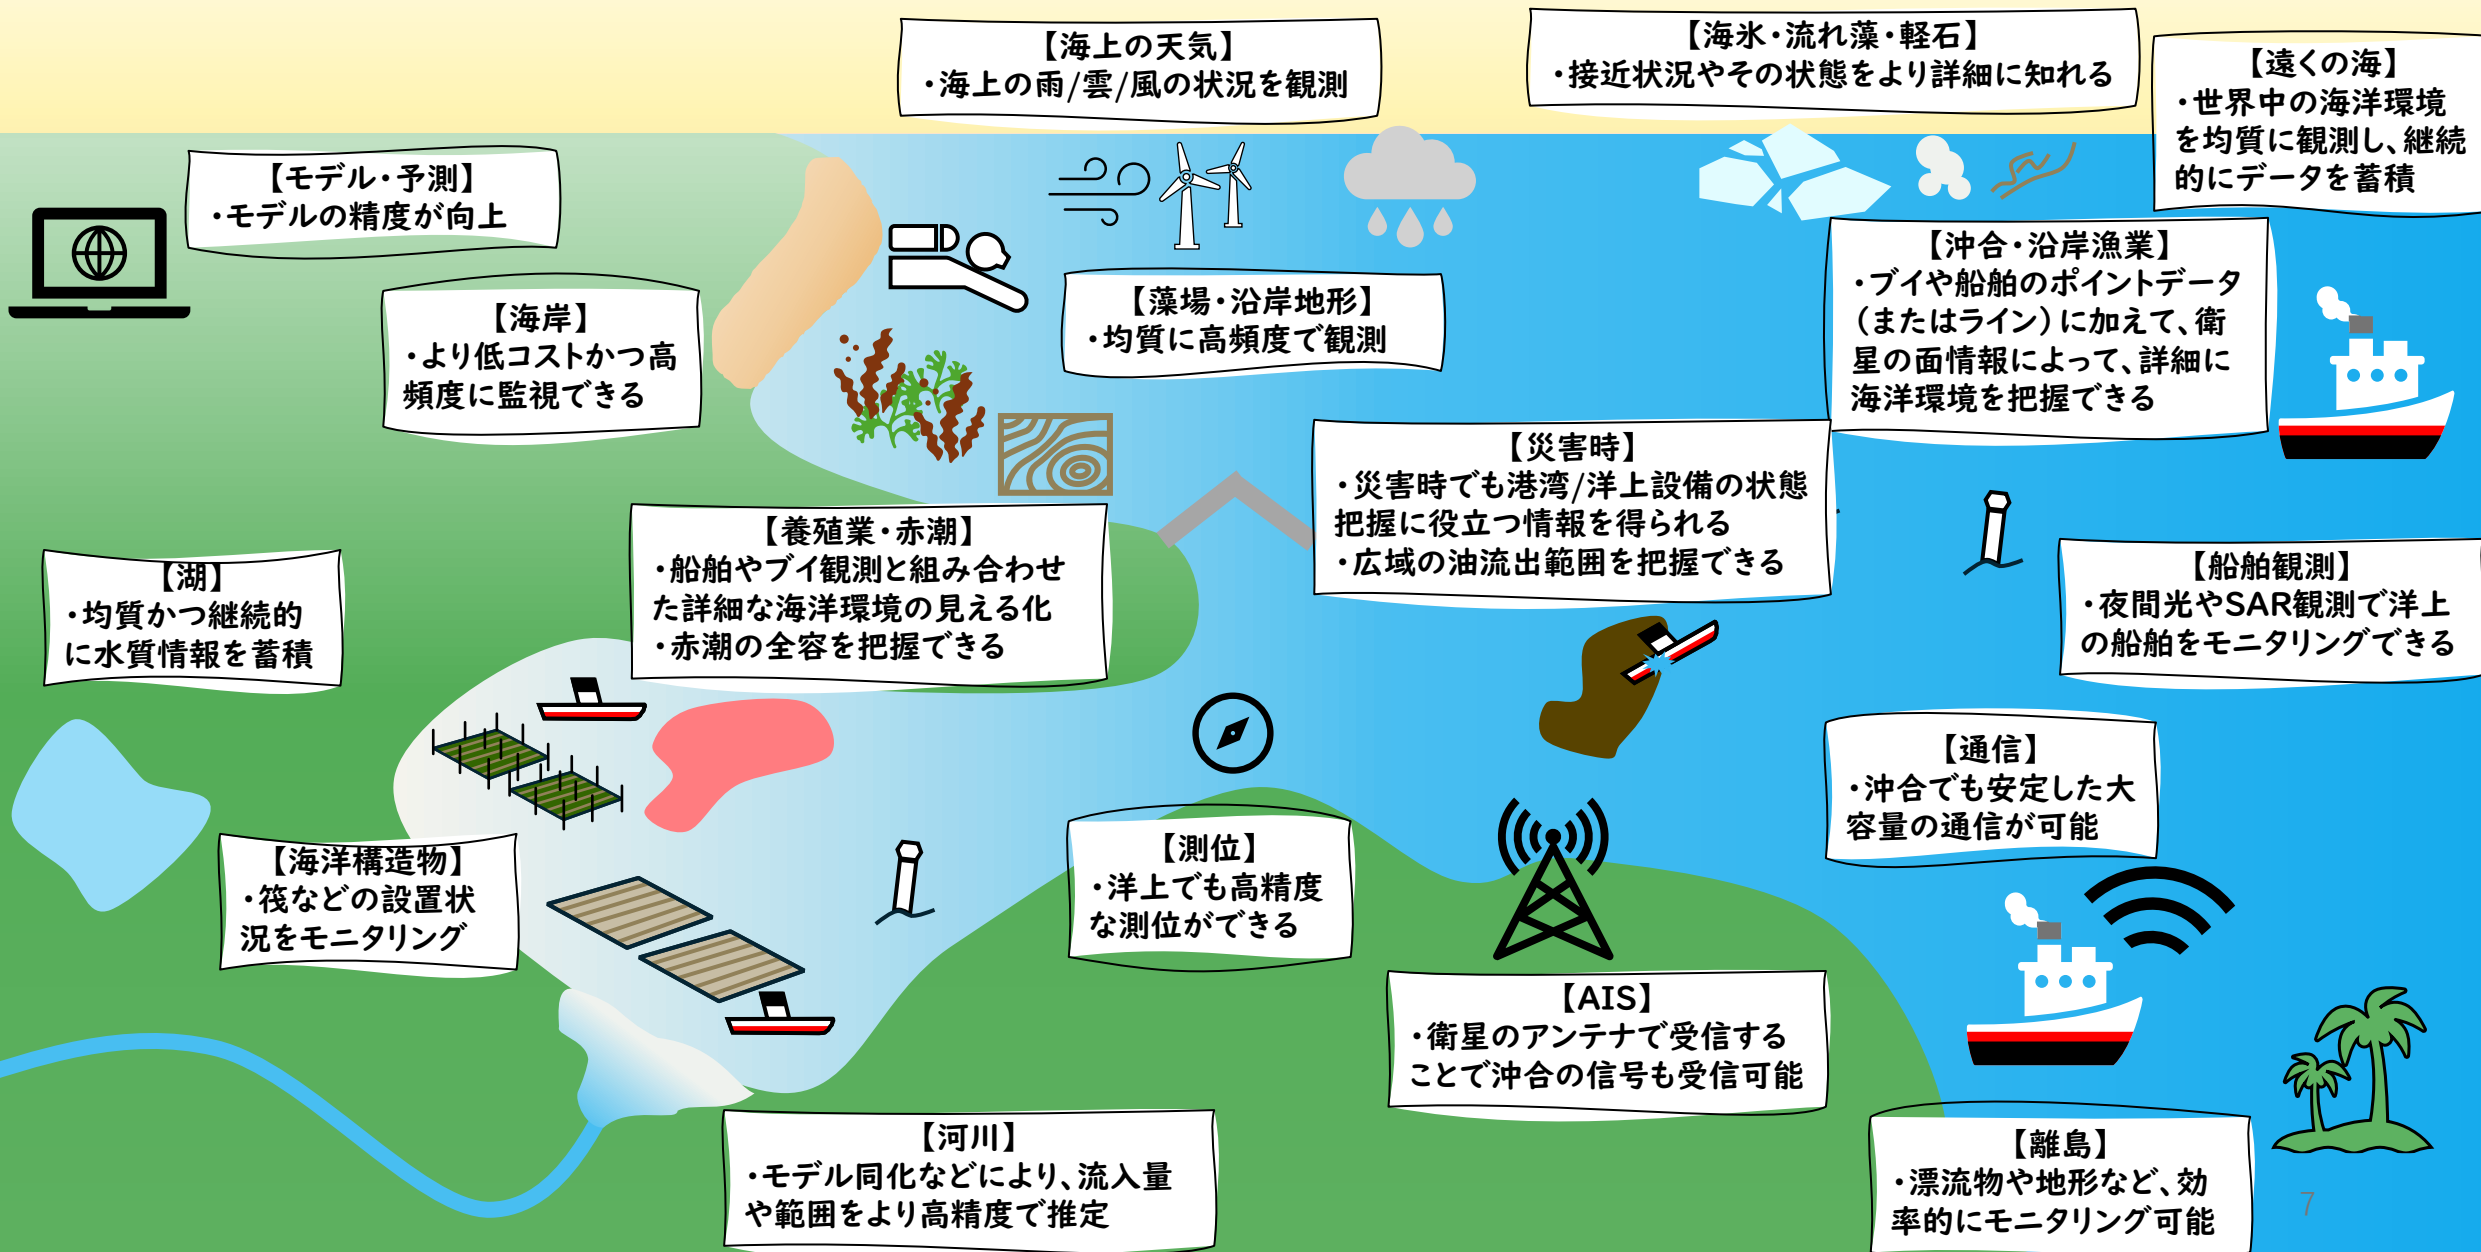 【海上の天気】
・海上の雨/雲/風の状況を観測
【海氷・流れ藻・軽石】
・接近状況やその状態をより詳細に知れる
【遠くの海】
・世界中の海洋環境
を均質に観測し、継続
的にデータを蓄積
【モデル・予測】
・モデルの精度が向上
【海岸】
・より低コストかつ高
頻度に監視できる
【藻場・沿岸地形】
・均質に高頻度で観測
【沖合・沿岸漁業】
・ブイや船舶のポイントデータ
（またはライン）に加えて、衛
星の面情報によって、詳細に
海洋環境を把握できる
【災害時】
・災害時でも港湾/洋上設備の状態
把握に役立つ情報を得られる
・広域の油流出範囲を把握できる
【養殖業・赤潮】
・船舶やブイ観測と組み合わせ
た詳細な海洋環境の見える化
・赤潮の全容を把握できる
【湖】
・均質かつ継続的
に水質情報を蓄積
【船舶観測】
・夜間光やSAR観測で洋上
の船舶をモニタリングできる
【通信】
・沖合でも安定した大
容量の通信が可能
【海洋構造物】
・筏などの設置状
況をモニタリング
【測位】
・洋上でも高精度
な測位ができる
【AIS】
・衛星のアンテナで受信する
ことで沖合の信号も受信可能
【河川】
・モデル同化などにより、流入量
や範囲をより高精度で推定
【離島】
・漂流物や地形など、効
率的にモニタリング可能
7